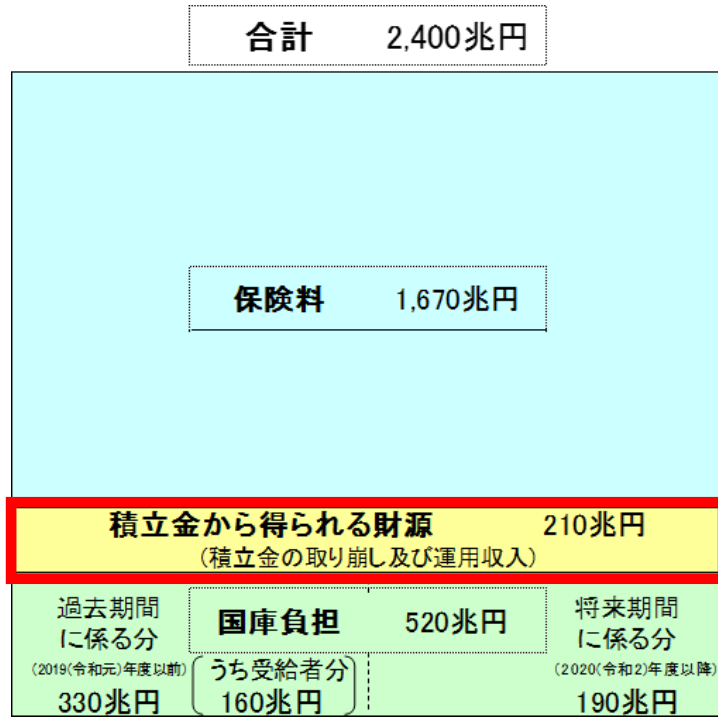 合計 2,400兆円
保険料 1,670兆円
積立金から得られる財源 210兆円
(積立金の取り崩し及び運用収入)
過去期間
に係る分
(2019(令和元)年度以前)
330兆円
国庫負担 520兆円
うち受給者分
160兆円
将来期間
に係る分
(2020(令和2)年度以降)
190兆円